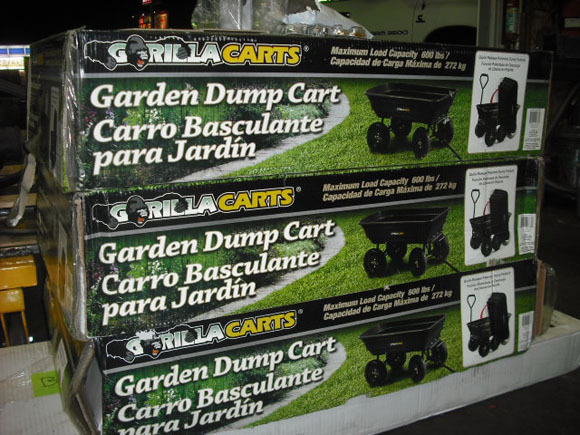 GORILLA CARTS®
Maximum Load Capacity 600 lbs /
Capacidad de Carga Máxima de 272 kg
Garden Dump Cart
Carro Basculante
para Jardín
GORILLA CARTS®
Maximum Load Capacity 600 lbs /
Capacidad de Carga Máxima de 272 kg
Garden Dump Cart
Carro Basculante
para Jardín
GORILLA CARTS®
Maximum Load Capacity 600 lbs /
Capacidad de Carga Máxima de 272 kg
Garden Dump Cart
Carro Basculante
para Jardín